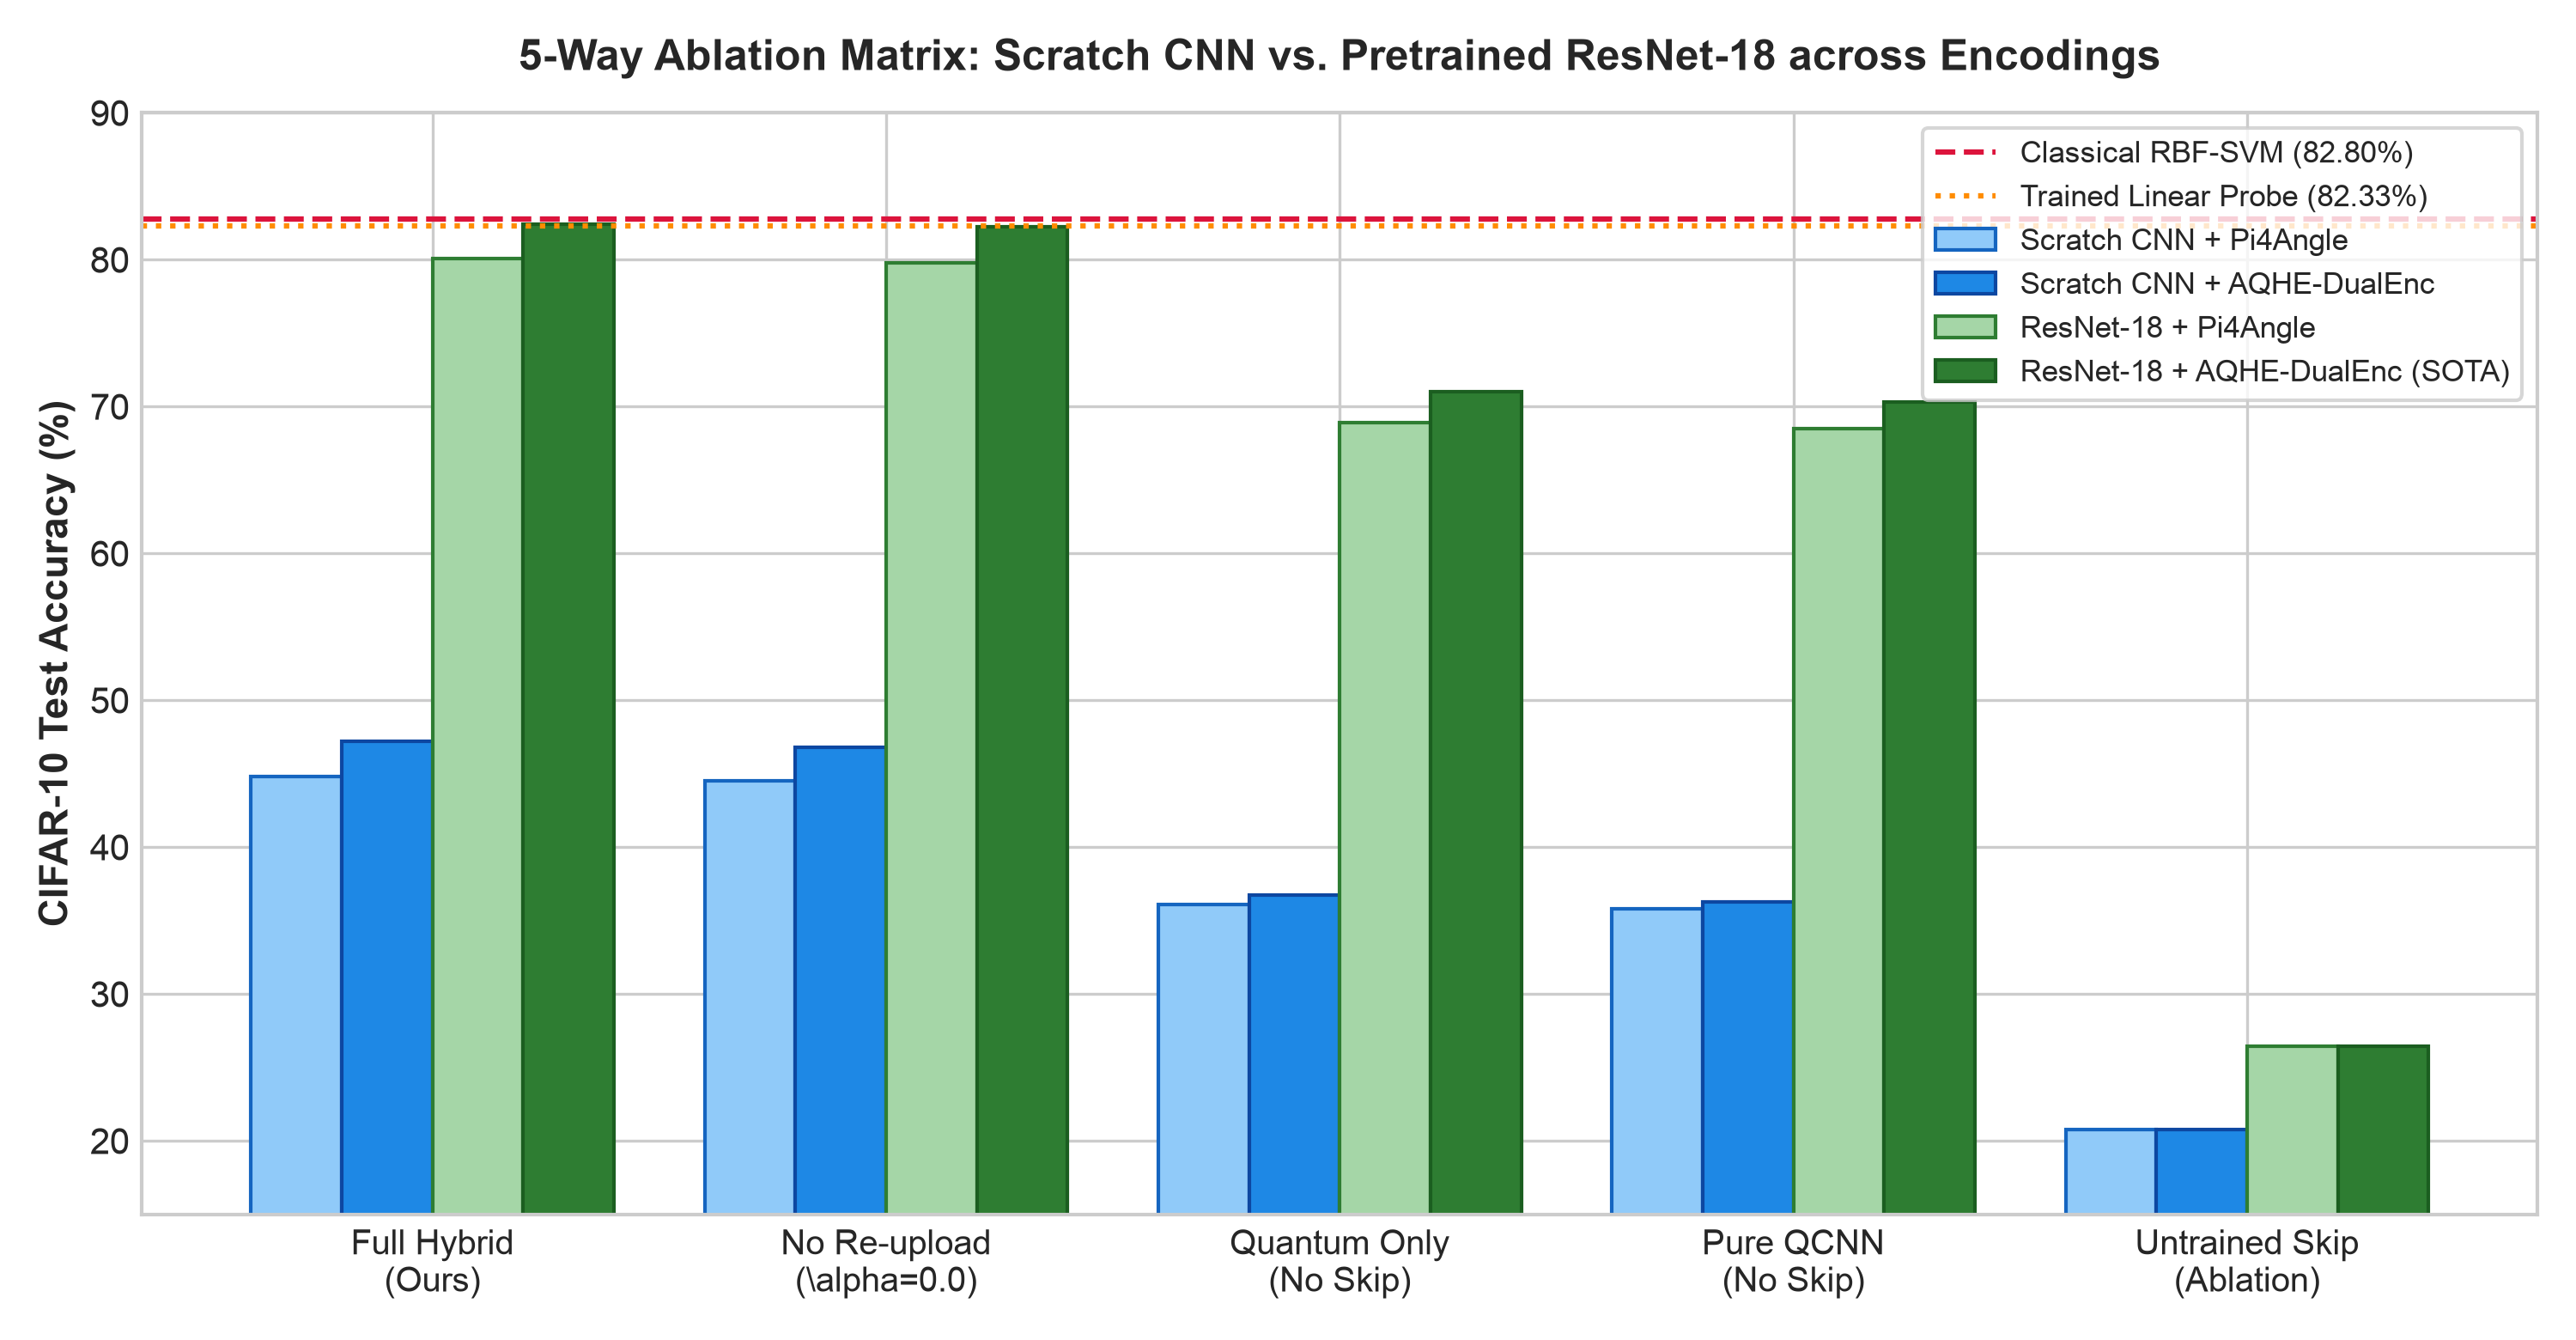 5-Way Ablation Matrix: Scratch CNN vs. Pretrained ResNet-18 across Encodings
CIFAR-10 Test Accuracy (%)
90
80
70
60
50
40
30
20
Classical RBF-SVM (82.80%)
Trained Linear Probe (82.33%)
Scratch CNN + Pi4Angle
Scratch CNN + AQHE-DualEnc
ResNet-18 + Pi4Angle
ResNet-18 + AQHE-DualEnc (SOTA)
Full Hybrid
(Ours)
No Re-upload
(\alpha=0.0)
Quantum Only
(No Skip)
Pure QCNN
(No Skip)
Untrained Skip
(Ablation)